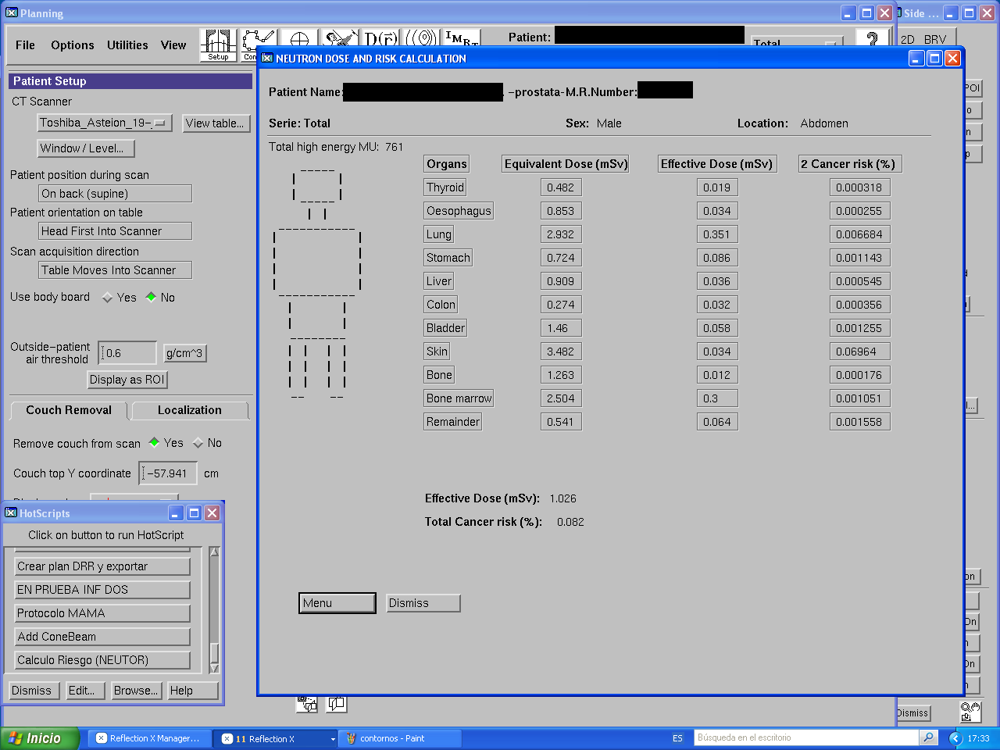 Planning
Side ...
File Options Utilities View
Setup
IMRT
Patient:
Total
?
2D BRV
NEUTRON DOSE AND RISK CALCULATION
Patient Setup
CT Scanner
Toshiba_Asteion_19-
View table...
Window / Level...
Patient position during scan
On back (supine)
Patient orientation on table
Head First Into Scanner
Scan acquisition direction
Table Moves Into Scanner
Use body board Yes No
Outside-patient
air threshold
0.6
g/cm^3
Display as ROI
Couch Removal Localization
Remove couch from scan Yes No
Couch top Y coordinate -57.941 cm
Patient Name: , -prostata-M.R.Number:
Serie: Total Sex: Male Location: Abdomen
Total high energy MU: 761
Organs Equivalent Dose (mSv) Effective Dose (mSv) 2 Cancer risk (%)
Thyroid 0.482 0.019 0.000318
Oesophagus 0.853 0.034 0.000255
Lung 2.932 0.351 0.006684
Stomach 0.724 0.086 0.001143
Liver 0.909 0.036 0.000545
Colon 0.274 0.032 0.000356
Bladder 1.46 0.058 0.001255
Skin 3.482 0.034 0.06964
Bone 1.263 0.012 0.000176
Bone marrow 2.504 0.3 0.001051
Remainder 0.541 0.064 0.001558
Effective Dose (mSv): 1.026
Total Cancer risk (%): 0.082
Menu Dismiss
HotScripts
Click on button to run HotScript
Crear plan DRR y exportar
EN PRUEBA INF DOS
Protocolo MAMA
Add ConeBeam
Calculo Riesgo (NEUTOR)
Dismiss Edit... Browse... Help
Dismiss
Inicio
Reflection X Manager...
11 Reflection X
contornos - Paint
ES
Búsqueda en el escritorio
17:33